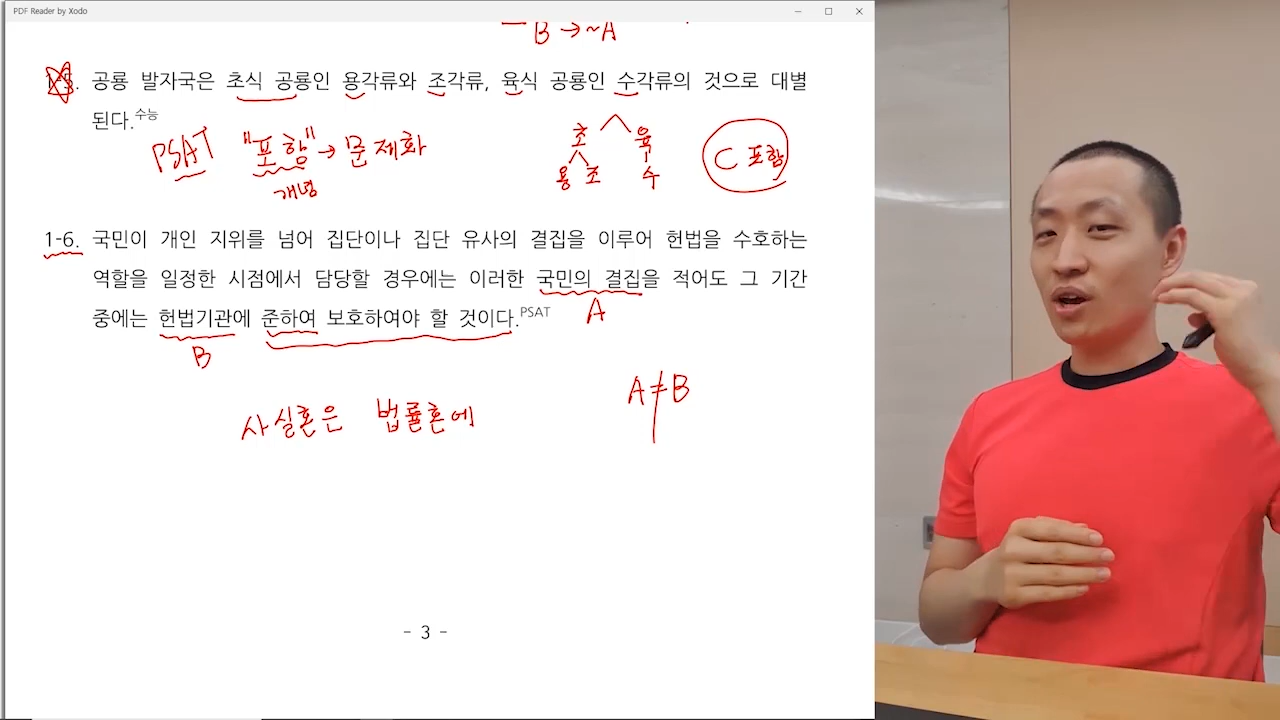 PDF Reader by Xodo
B → ~A
공룡 발자국은 초식 공룡인 용각류와 조각류, 육식 공룡인 수각류의 것으로 대별
된다.수능
PSAT "포함" → 문제화
개념
초 육
용 조 수
⊂ 포함
1-6. 국민이 개인 지위를 넘어 집단이나 집단 유사의 결집을 이루어 헌법을 수호하는
역할을 일정한 시점에서 담당할 경우에는 이러한 국민의 결집을 적어도 그 기간
중에는 헌법기관에 준하여 보호하여야 할 것이다.PSAT
A
B
A≠B
사실혼은 법률혼에
- 3 -